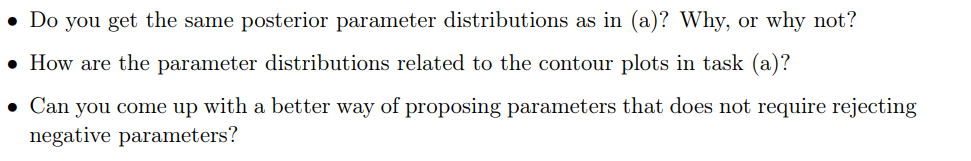 • Do you get the same posterior parameter distributions as in (a)? Why, or why not?
• How are the parameter distributions related to the contour plots in task (a)?
• Can you come up with a better way of proposing parameters that does not require rejecting
negative parameters?